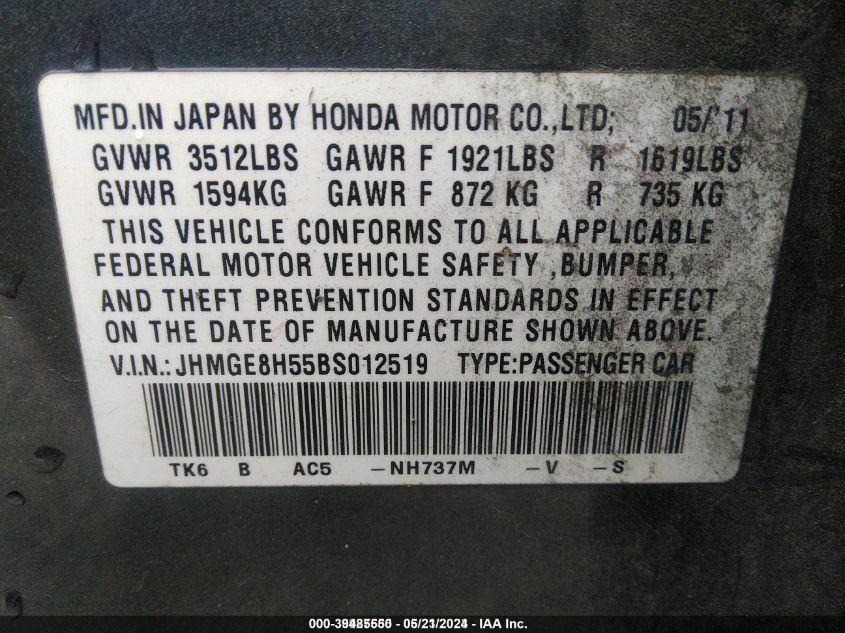 MFD.IN JAPAN BY HONDA MOTOR CO.,LTD; 05/'11
GVWR 3512LBS GAWR F 1921LBS R 1619LBS
GVWR 1594KG GAWR F 872 KG R 735 KG
THIS VEHICLE CONFORMS TO ALL APPLICABLE
FEDERAL MOTOR VEHICLE SAFETY ,BUMPER,
AND THEFT PREVENTION STANDARDS IN EFFECT
ON THE DATE OF MANUFACTURE SHOWN ABOVE.
V.I.N.: JHMGE8H55BS012519 TYPE:PASSENGER CAR
TK6 B AC5 -NH737M -V -S
05/21/2024 - IAA Inc.